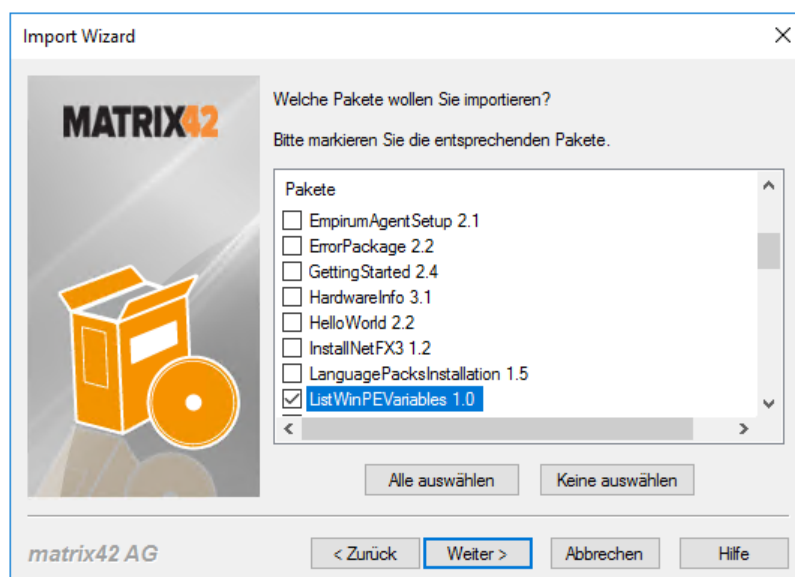 Import Wizard
MATRIX42
Welche Pakete wollen Sie importieren?
Bitte markieren Sie die entsprechenden Pakete.
Pakete
EmpirumAgentSetup 2.1
ErrorPackage 2.2
GettingStarted 2.4
HardwareInfo 3.1
HelloWorld 2.2
InstallNetFX3 1.2
LanguagePacksInstallation 1.5
ListWinPEVariables 1.0
Alle auswählen
Keine auswählen
matrix42 AG
< Zurück
Weiter >
Abbrechen
Hilfe